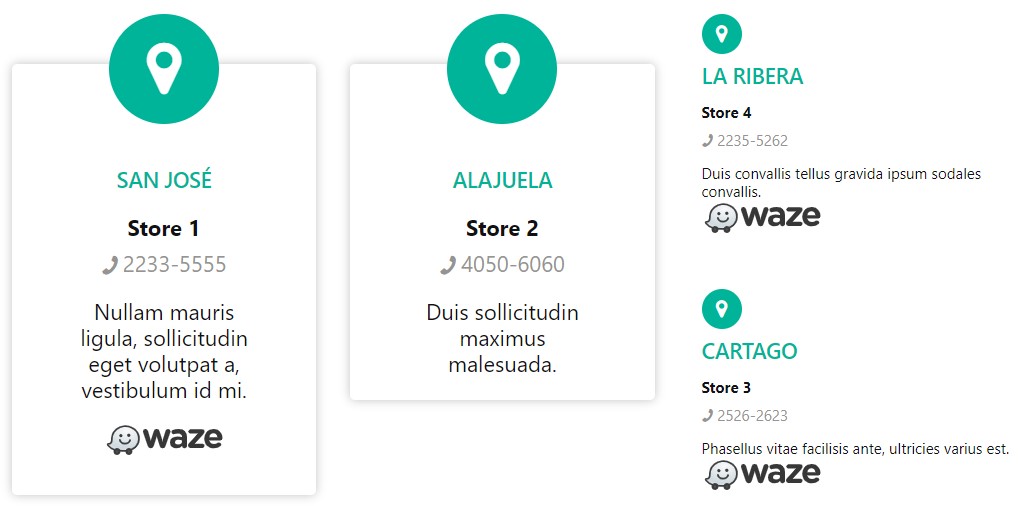 SAN JOSÉ
Store 1
2233-5555
Nullam mauris
ligula, sollicitudin
eget volutpat a,
vestibulum id mi.
waze
ALAJUELA
Store 2
4050-6060
Duis sollicitudin
maximus
malesuada.
LA RIBERA
Store 4
2235-5262
Duis convallis tellus gravida ipsum sodales
convallis.
waze
CARTAGO
Store 3
2526-2623
Phasellus vitae facilisis ante, ultricies varius est.
waze